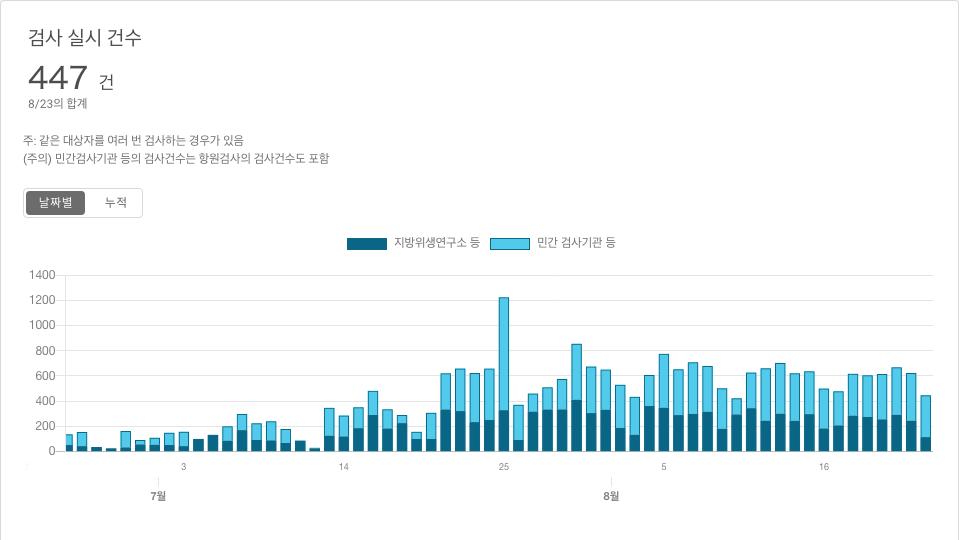 검사 실시 건수
447 건
8/23의 합계
주: 같은 대상자를 여러 번 검사하는 경우가 있음
(주의) 민간검사기관 등의 검사건수는 항원검사의 검사건수도 포함
날짜별 누적
지방위생연구소 등 민간 검사기관 등
1400
1200
1000
800
600
400
200
0
3 14 25 5 16
7월 8월